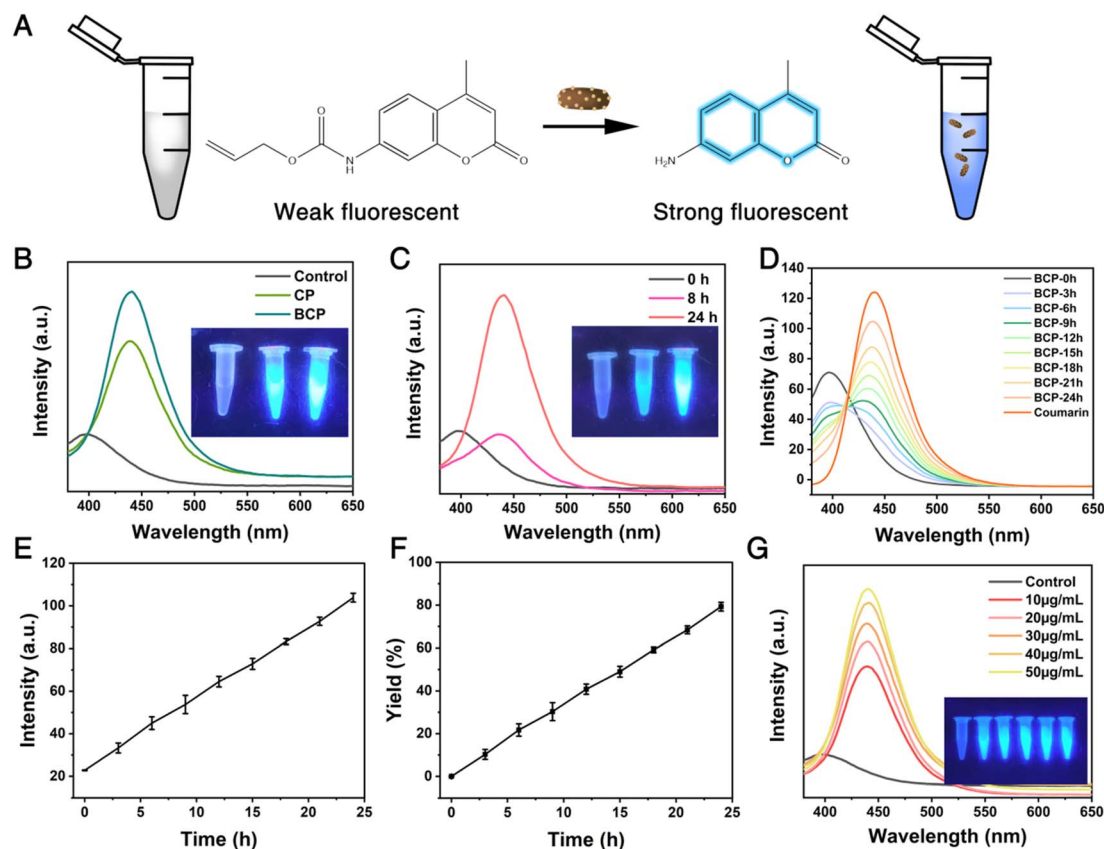 A
O
O
N
H
O
O
H₂N
O
O
Weak fluorescent
Strong fluorescent
B
Intensity (a.u.)
Control
CP
BCP
400 450 500 550 600 650
Wavelength (nm)
C
Intensity (a.u.)
0 h
8 h
24 h
400 450 500 550 600 650
Wavelength (nm)
D
Intensity (a.u.)
140
120
100
80
60
40
20
0
BCP-0h
BCP-3h
BCP-6h
BCP-9h
BCP-12h
BCP-15h
BCP-18h
BCP-21h
BCP-24h
Coumarin
400 450 500 550 600 650
Wavelength (nm)
E
Intensity (a.u.)
120
100
80
60
40
20
0 5 10 15 20 25
Time (h)
F
Yield (%)
100
80
60
40
20
0
0 5 10 15 20 25
Time (h)
G
Intensity (a.u.)
Control
10μg/mL
20μg/mL
30μg/mL
40μg/mL
50μg/mL
400 450 500 550 600 650
Wavelength (nm)